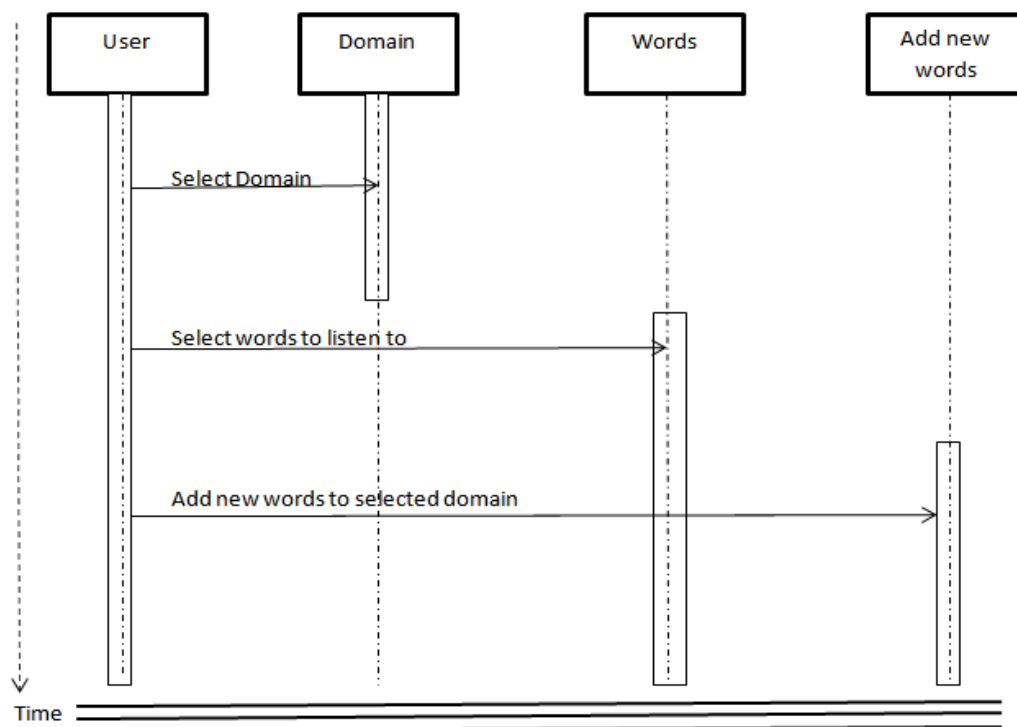 User
Domain
Words
Add new
words
Select Domain
Select words to listen to
Add new words to selected domain
Time